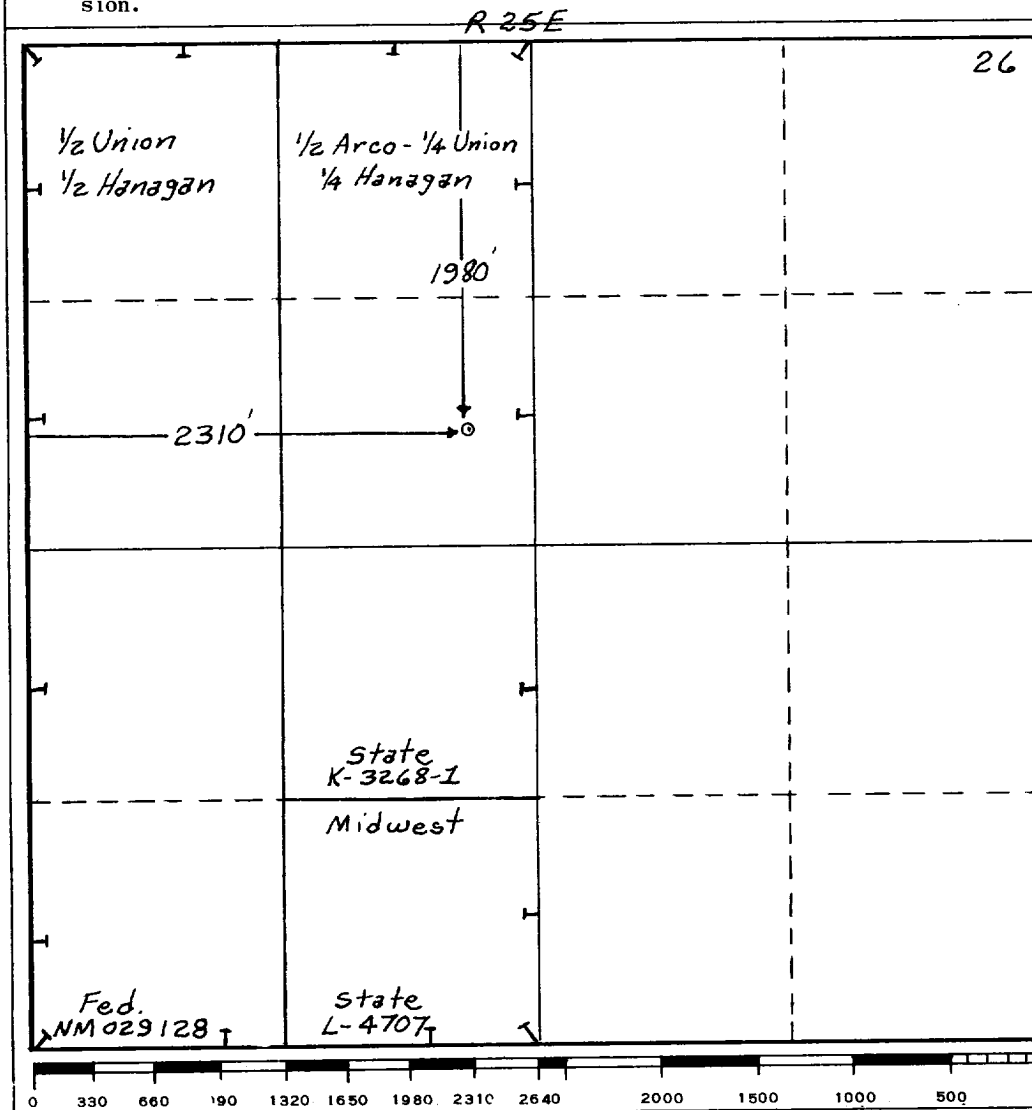 sion.
R 25E
26
1/2 Union
1/2 Hanagan
1/2 Arco - 1/4 Union
1/4 Hanagan
1980'
2310'
State
K-3268-1
Midwest
Fed.
NM 029128
State
L-4707
0 330 660 190 1320 1650 1980. 2310 2640 2000 1500 1000 500